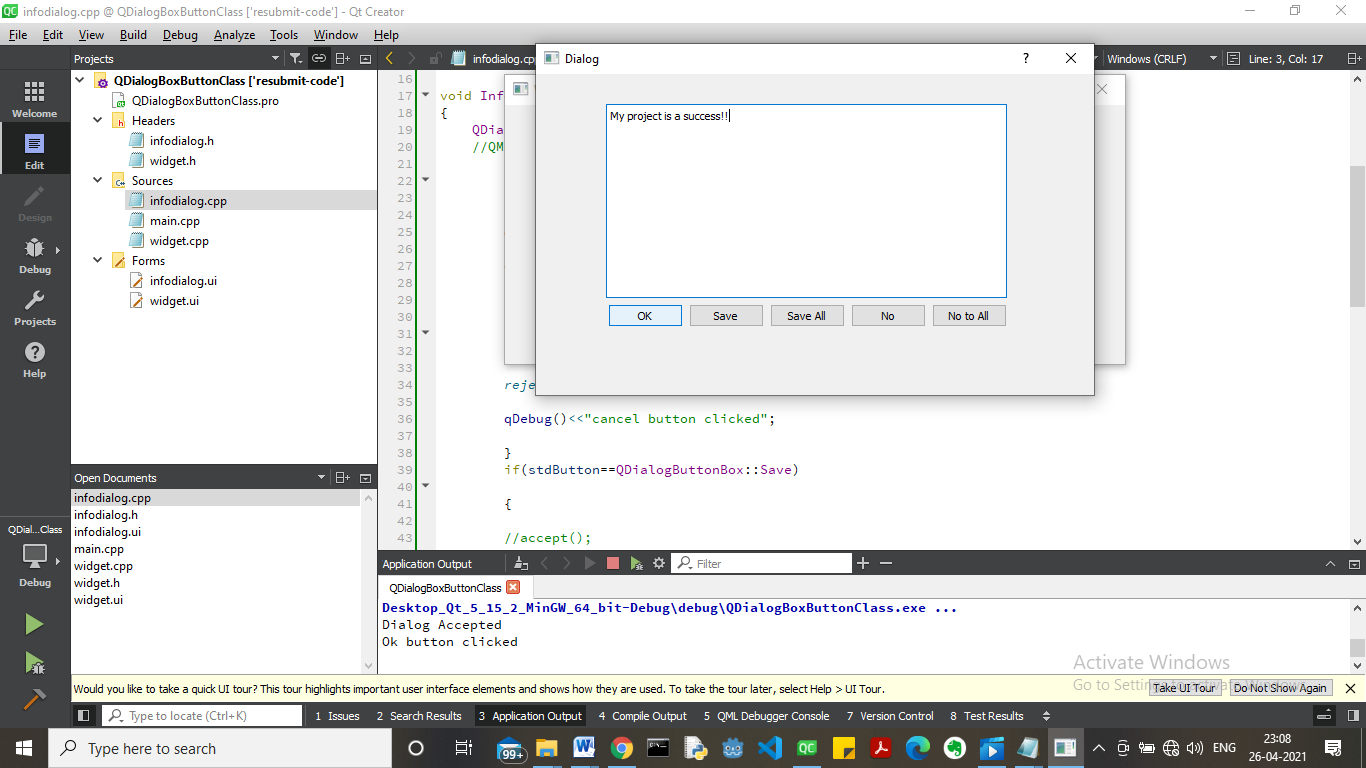 infodialog.cpp @ QDialogBoxButtonClass ['resubmit-code'] - Qt Creator
File Edit View Build Debug Analyze Tools Window Help
Projects
infodialog.cp
Windows (CRLF)
Line: 3, Col: 17
Welcome
Edit
Design
Debug
Projects
Help
QDialogBoxButtonClass ['resubmit-code']
QDialogBoxButtonClass.pro
Headers
infodialog.h
widget.h
Sources
infodialog.cpp
main.cpp
widget.cpp
Forms
infodialog.ui
widget.ui
Open Documents
infodialog.cpp
infodialog.h
infodialog.ui
main.cpp
widget.cpp
widget.h
widget.ui
QDial...Class
Debug
16
17 void Inf
18 {
19 QDia
20 //QM
21
22
23
24
25
26
27
28
29
30
31
32
33
34 reje
35
36 qDebug()<<"cancel button clicked";
37
38 }
39 if(stdButton==QDialogButtonBox::Save)
40
41 {
42
43 //accept();
Dialog
?
My project is a success!!
OK Save Save All No No to All
Application Output
Filter
QDialogBoxButtonClass
Desktop_Qt_5_15_2_MinGW_64_bit-Debug\debug\QDialogBoxButtonClass.exe ...
Dialog Accepted
Ok button clicked
Activate Windows
Would you like to take a quick UI tour? This tour highlights important user interface elements and shows how they are used. To take the tour later, select Help > UI Tour.
Take UI Tour
Do Not Show Again
Type to locate (Ctrl+K)
1 Issues 2 Search Results 3 Application Output 4 Compile Output 5 QML Debugger Console 7 Version Control 8 Test Results
Type here to search
99+
ENG
23:08
26-04-2021